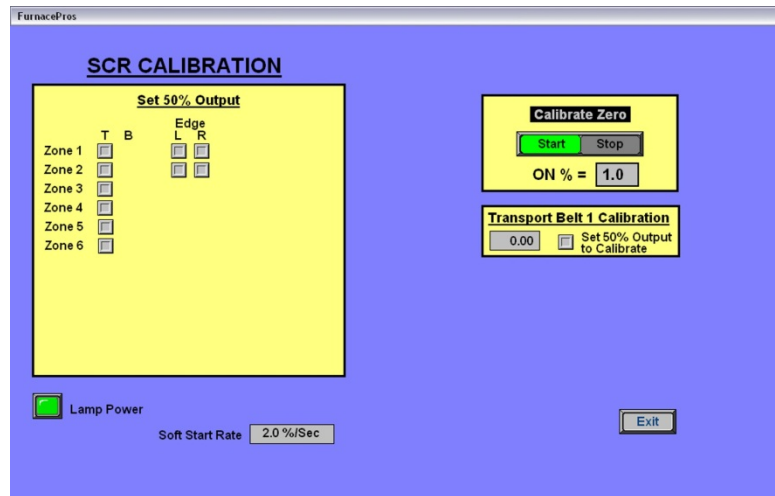 FurnacePros
SCR CALIBRATION
Set 50% Output
Edge
T B L R
Zone 1
Zone 2
Zone 3
Zone 4
Zone 5
Zone 6
Lamp Power
Soft Start Rate 2.0 %/Sec
Calibrate Zero
Start Stop
ON % = 1.0
Transport Belt 1 Calibration
0.00 Set 50% Output
to Calibrate
Exit